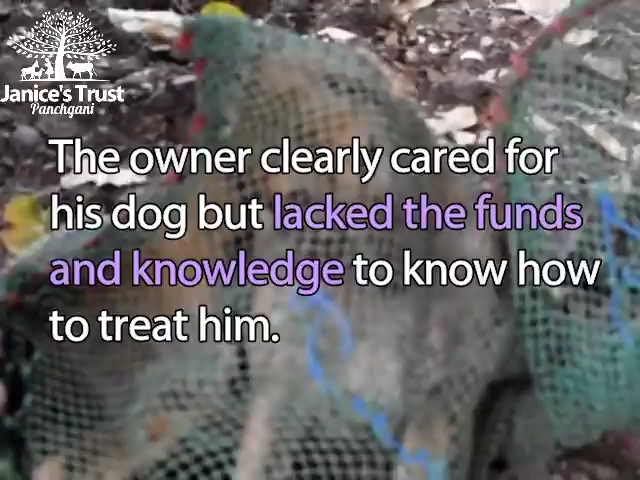 Janice's Trust
Panchgani
The owner clearly cared for
his dog but lacked the funds
and knowledge to know how
to treat him.